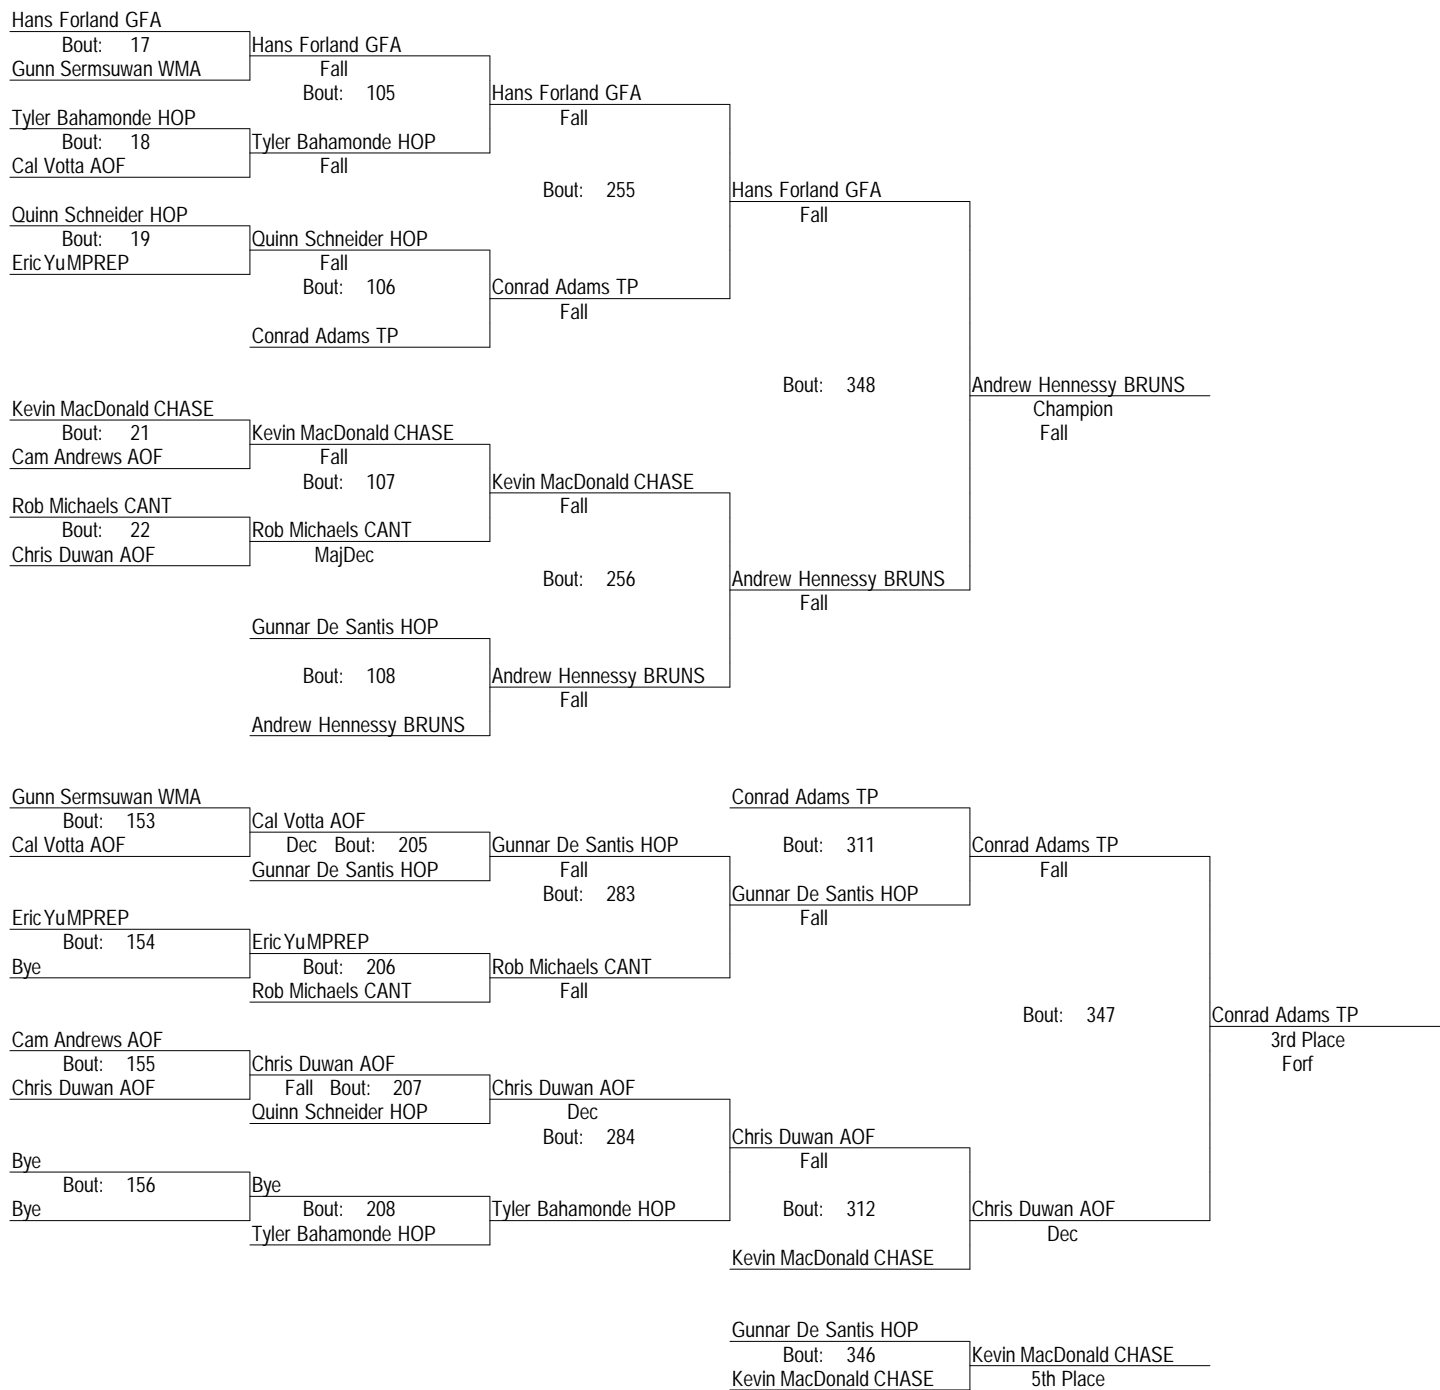 Hans Forland GFA
Bout: 17 Hans Forland GFA
Gunn Sermsuwan WMA Fall
Bout: 105 Hans Forland GFA
Tyler Bahamonde HOP Fall
Bout: 18 Tyler Bahamonde HOP
Cal Votta AOF Fall
Bout: 255 Hans Forland GFA
Quinn Schneider HOP Fall
Bout: 19 Quinn Schneider HOP
Eric Yu MPREP Fall
Bout: 106 Conrad Adams TP
Fall
Conrad Adams TP
Bout: 348 Andrew Hennessy BRUNS
Kevin MacDonald CHASE Champion
Bout: 21 Kevin MacDonald CHASE Fall
Cam Andrews AOF Fall
Bout: 107 Kevin MacDonald CHASE
Rob Michaels CANT Fall
Bout: 22 Rob Michaels CANT
Chris Duwan AOF MajDec
Bout: 256 Andrew Hennessy BRUNS
Fall
Gunnar De Santis HOP
Bout: 108 Andrew Hennessy BRUNS
Fall
Andrew Hennessy BRUNS
Gunn Sermsuwan WMA Conrad Adams TP
Bout: 153 Cal Votta AOF
Cal Votta AOF Dec Bout: 205 Gunnar De Santis HOP Bout: 311 Conrad Adams TP
Gunnar De Santis HOP Fall Fall
Bout: 283 Gunnar De Santis HOP
Eric Yu MPREP Fall
Bout: 154 Eric Yu MPREP
Bye Bout: 206 Rob Michaels CANT
Rob Michaels CANT Fall
Bout: 347 Conrad Adams TP
Cam Andrews AOF 3rd Place
Bout: 155 Chris Duwan AOF Forf
Chris Duwan AOF Fall Bout: 207 Chris Duwan AOF
Quinn Schneider HOP Dec
Bout: 284 Chris Duwan AOF
Bye Fall
Bout: 156 Bye
Bye Bout: 208 Tyler Bahamonde HOP Bout: 312 Chris Duwan AOF
Tyler Bahamonde HOP Dec
Kevin MacDonald CHASE
Gunnar De Santis HOP
Bout: 346 Kevin MacDonald CHASE
Kevin MacDonald CHASE 5th Place